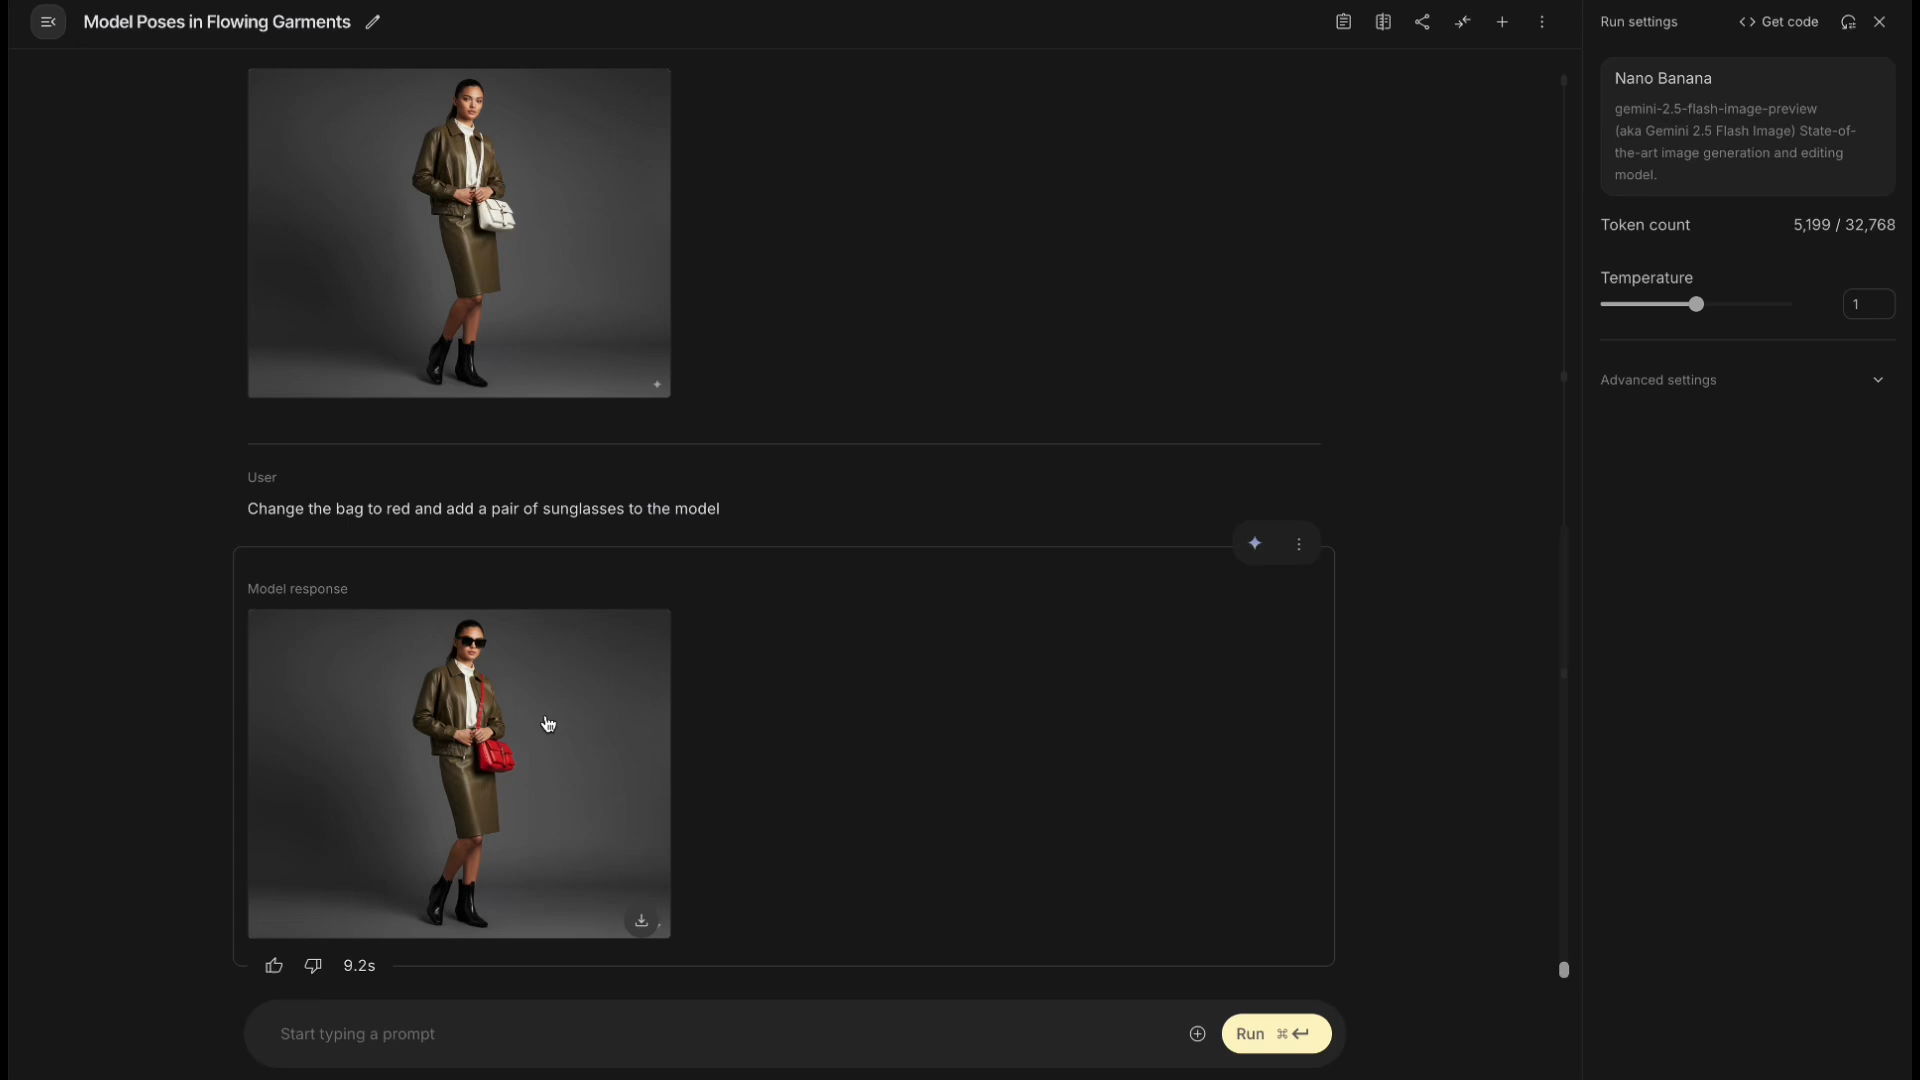 Model Poses in Flowing Garments
User
Change the bag to red and add a pair of sunglasses to the model
Model response
9.2s
Start typing a prompt
Run ⌘↵
Run settings
<> Get code
Nano Banana
gemini-2.5-flash-image-preview
(aka Gemini 2.5 Flash Image) State-of-
the-art image generation and editing
model.
Token count 5,199 / 32,768
Temperature
1
Advanced settings